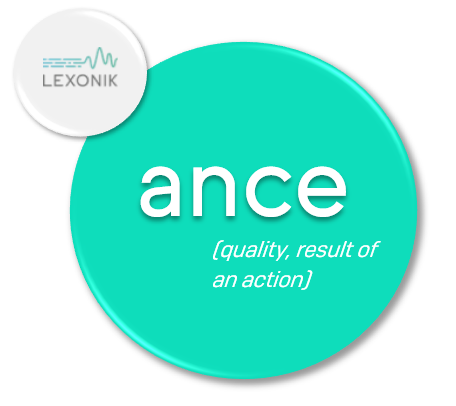 LEXONIK
ance
(quality, result of
an action)